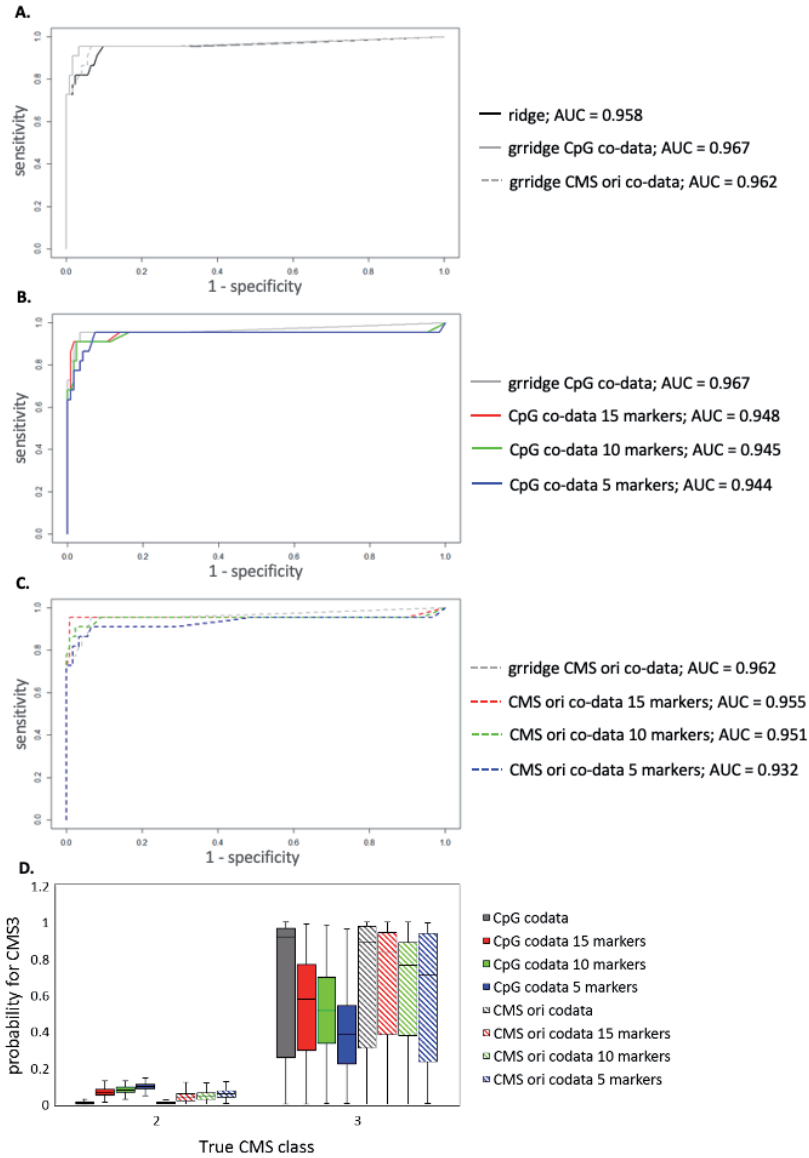 A.
sensitivity
1.0
0.8
0.6
0.4
0.2
0.0
0.0 0.2 0.4 0.6 0.8 1.0
1 - specificity
ridge; AUC = 0.958
grridge CpG co-data; AUC = 0.967
grridge CMS ori co-data; AUC = 0.962
B.
sensitivity
1.0
0.8
0.6
0.4
0.2
0.0
0.0 0.2 0.4 0.6 0.8 1.0
1 - specificity
grridge CpG co-data; AUC = 0.967
CpG co-data 15 markers; AUC = 0.948
CpG co-data 10 markers; AUC = 0.945
CpG co-data 5 markers; AUC = 0.944
C.
sensitivity
1.0
0.8
0.6
0.4
0.2
0.0
0.0 0.2 0.4 0.6 0.8 1.0
1 - specificity
grridge CMS ori co-data; AUC = 0.962
CMS ori co-data 15 markers; AUC = 0.955
CMS ori co-data 10 markers; AUC = 0.951
CMS ori co-data 5 markers; AUC = 0.932
D.
probability for CMS3
1.2
1
0.8
0.6
0.4
0.2
0
2 3
True CMS class
CpG codata
CpG codata 15 markers
CpG codata 10 markers
CpG codata 5 markers
CMS ori codata
CMS ori codata 15 markers
CMS ori codata 10 markers
CMS ori codata 5 markers